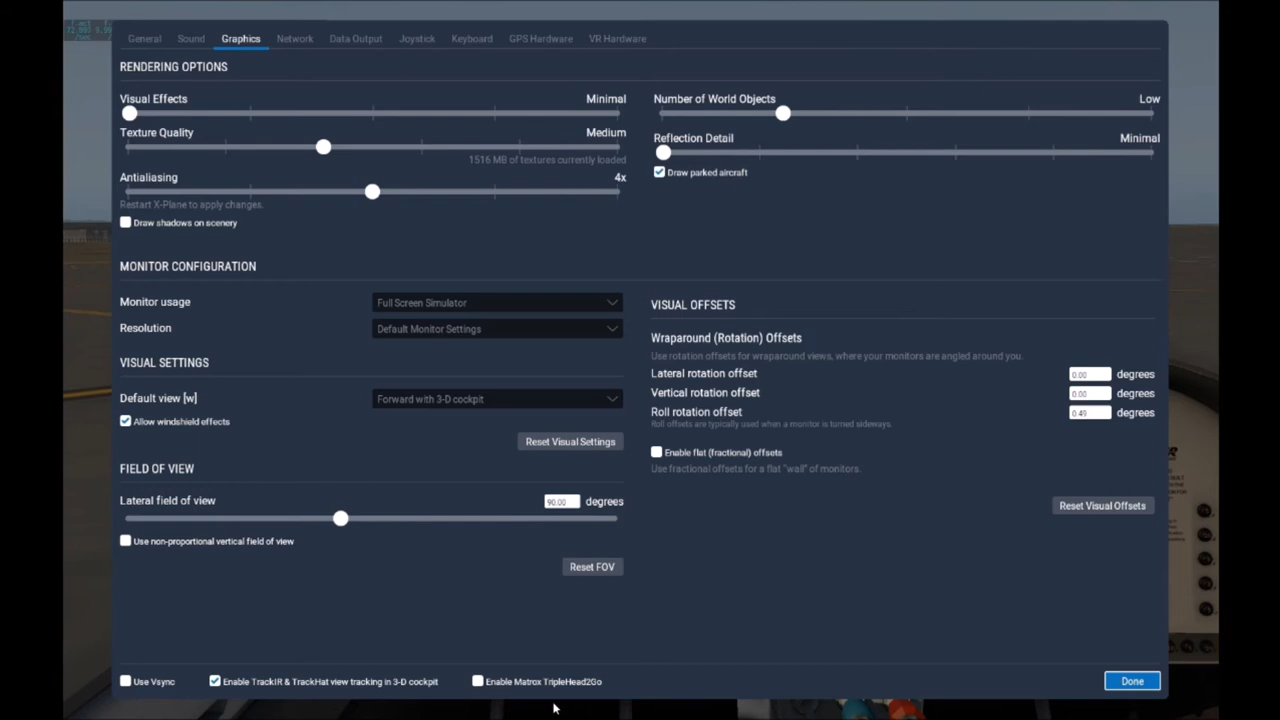 General Sound Graphics Network Data Output Joystick Keyboard GPS Hardware VR Hardware
RENDERING OPTIONS
Visual Effects Minimal
Texture Quality Medium
1516 MB of textures currently loaded
Antialiasing 4x
Restart X-Plane to apply changes.
Draw shadows on scenery
Number of World Objects Low
Reflection Detail Minimal
Draw parked aircraft
MONITOR CONFIGURATION
Monitor usage Full Screen Simulator
Resolution Default Monitor Settings
VISUAL SETTINGS
Default view [w] Forward with 3-D cockpit
Allow windshield effects
Reset Visual Settings
FIELD OF VIEW
Lateral field of view 90.00 degrees
Use non-proportional vertical field of view
Reset FOV
VISUAL OFFSETS
Wraparound (Rotation) Offsets
Use rotation offsets for wraparound views, where your monitors are angled around you.
Lateral rotation offset 0.00 degrees
Vertical rotation offset 0.00 degrees
Roll rotation offset 0.49 degrees
Roll offsets are typically used when a monitor is turned sideways.
Enable flat (fractional) offsets
Use fractional offsets for a flat "wall" of monitors.
Reset Visual Offsets
Use Vsync Enable TrackIR & TrackHat view tracking in 3-D cockpit Enable Matrox TripleHead2Go Done